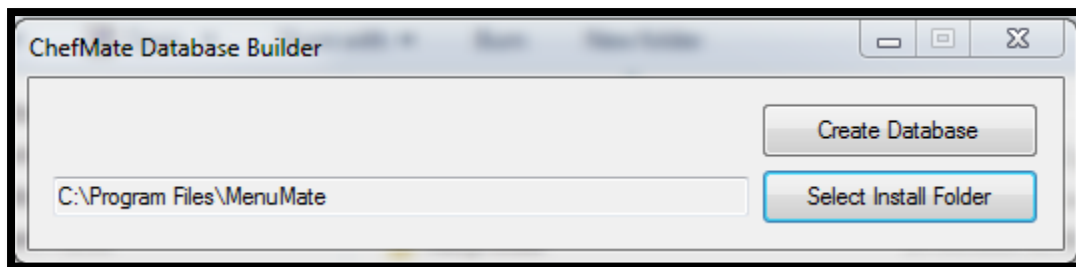 ChefMate Database Builder
Create Database
C:\Program Files\MenuMate
Select Install Folder